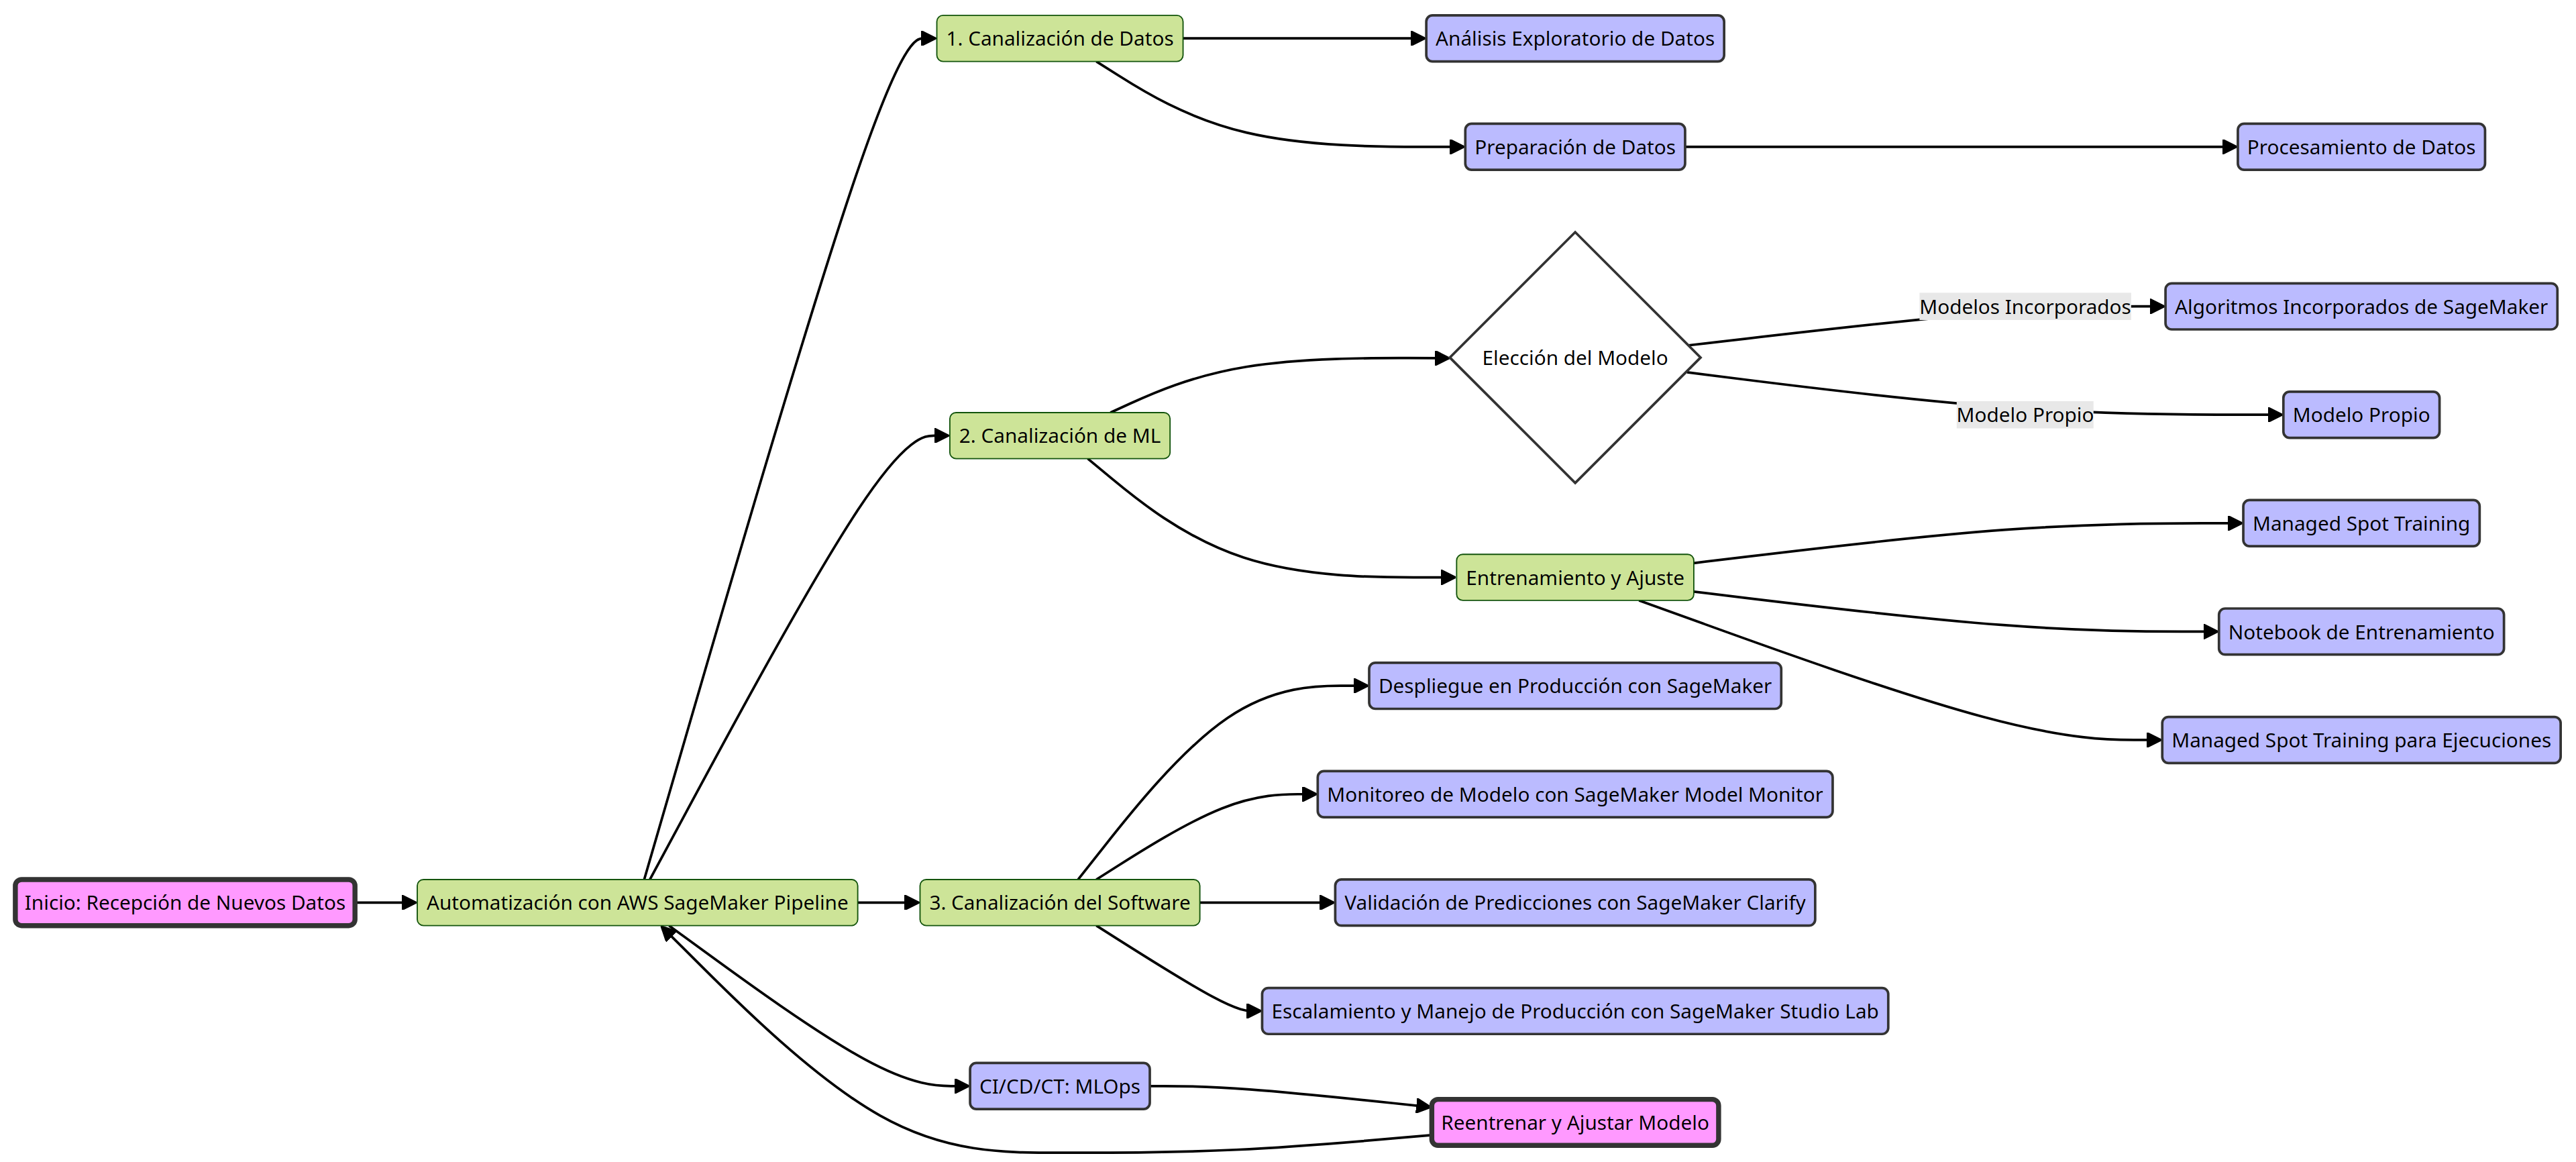 1. Canalización de Datos
Análisis Exploratorio de Datos
Preparación de Datos
Procesamiento de Datos
Elección del Modelo
Modelos Incorporados
Algoritmos Incorporados de SageMaker
Modelo Propio
Modelo Propio
2. Canalización de ML
Entrenamiento y Ajuste
Managed Spot Training
Notebook de Entrenamiento
Managed Spot Training para Ejecuciones
Despliegue en Producción con SageMaker
Monitoreo de Modelo con SageMaker Model Monitor
Inicio: Recepción de Nuevos Datos
Automatización con AWS SageMaker Pipeline
3. Canalización del Software
Validación de Predicciones con SageMaker Clarify
Escalamiento y Manejo de Producción con SageMaker Studio Lab
CI/CD/CT: MLOps
Reentrenar y Ajustar Modelo